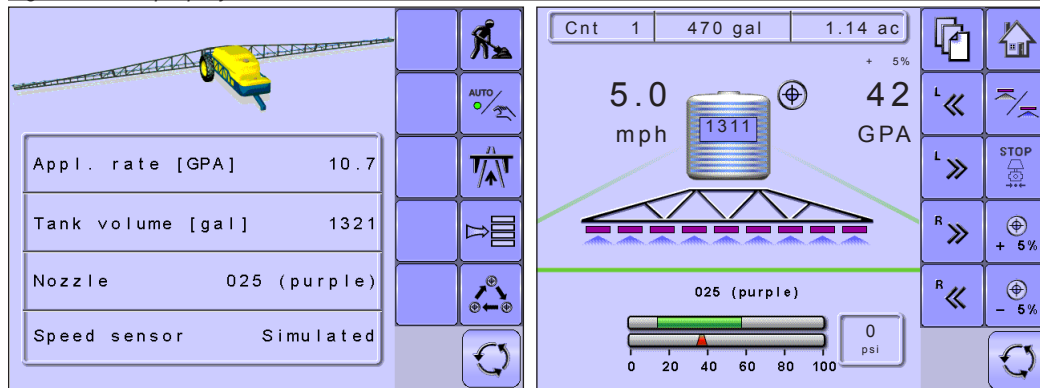 AUTO
Appl. rate [GPA] 10.7
Tank volume [gal] 1321
Nozzle 025 (purple)
Speed sensor Simulated
Cnt 1 470 gal 1.14 ac
+ 5%
5.0 42
mph 1311 GPA
L
L STOP
R + 5%
R - 5%
025 (purple)
0
psi
0 20 40 60 80 100